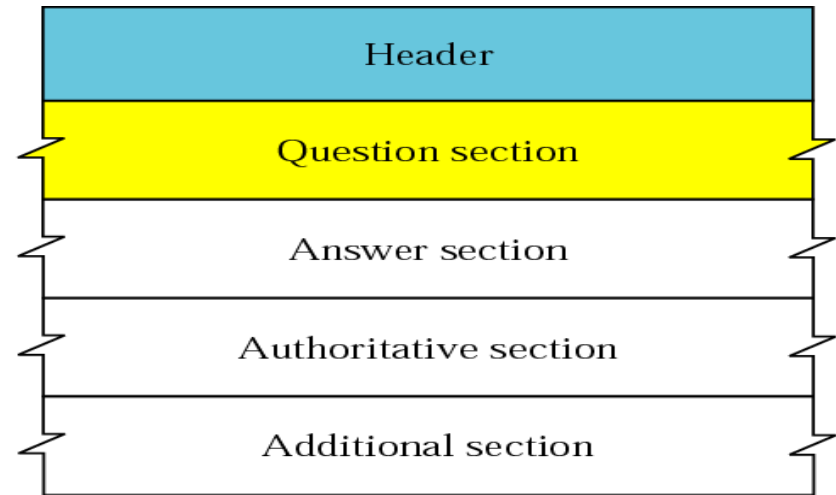 Header
Question section
Answer section
Authoritative section
Additional section